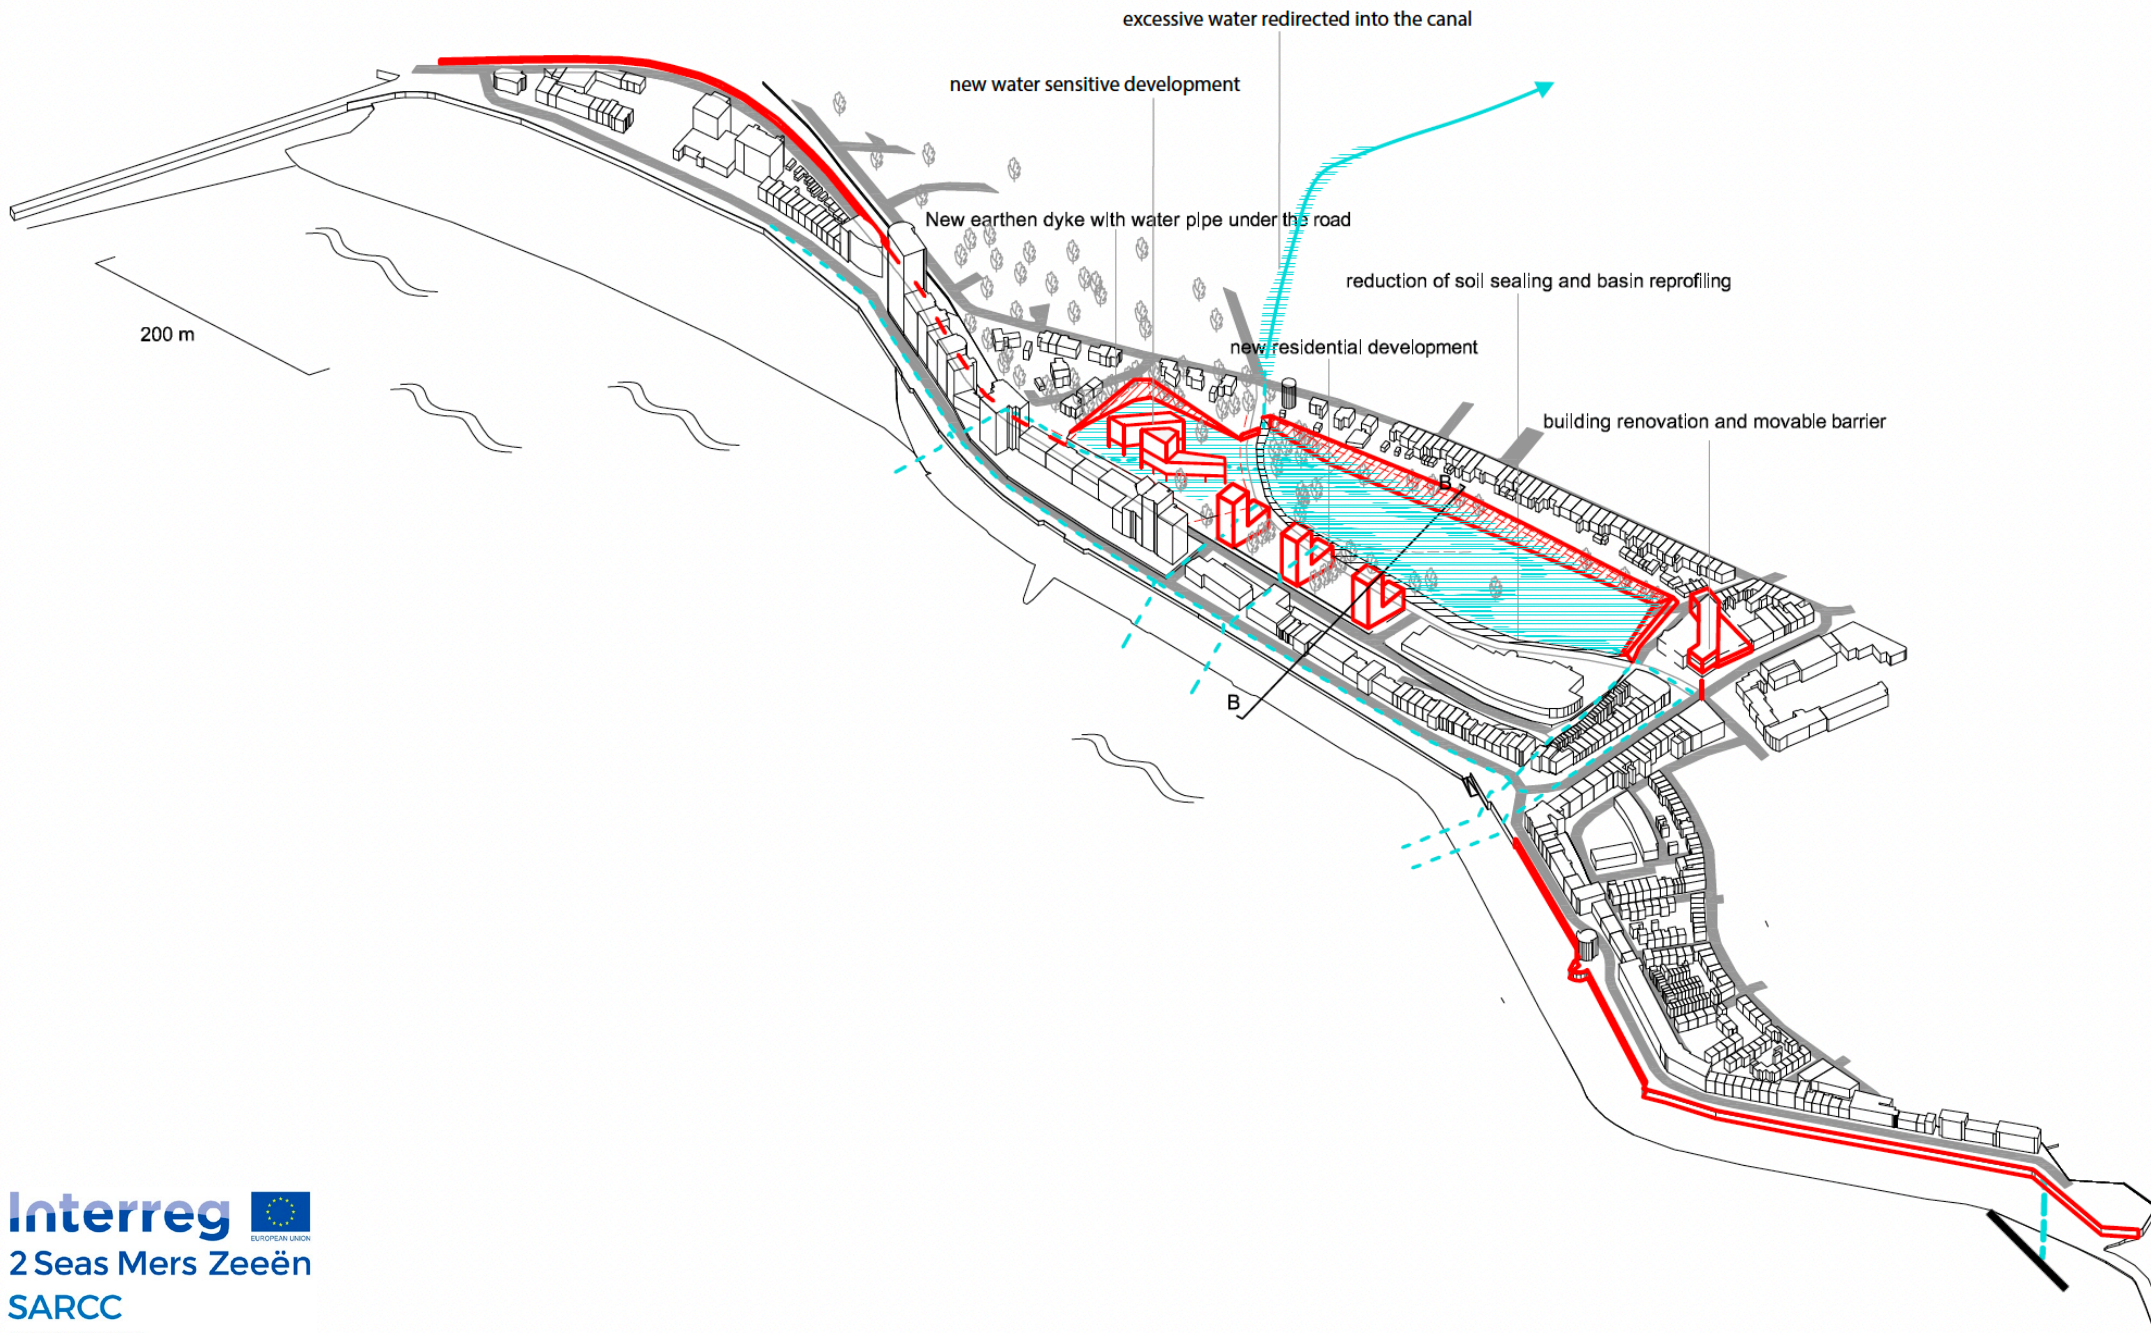 excessive water redirected into the canal
new water sensitive development
New earthen dyke with water pipe under the road
reduction of soil sealing and basin reprofiling
200 m
new residential development
building renovation and movable barrier
B
B
Interreg
EUROPEAN UNION
2 Seas Mers Zeeën
SARCC